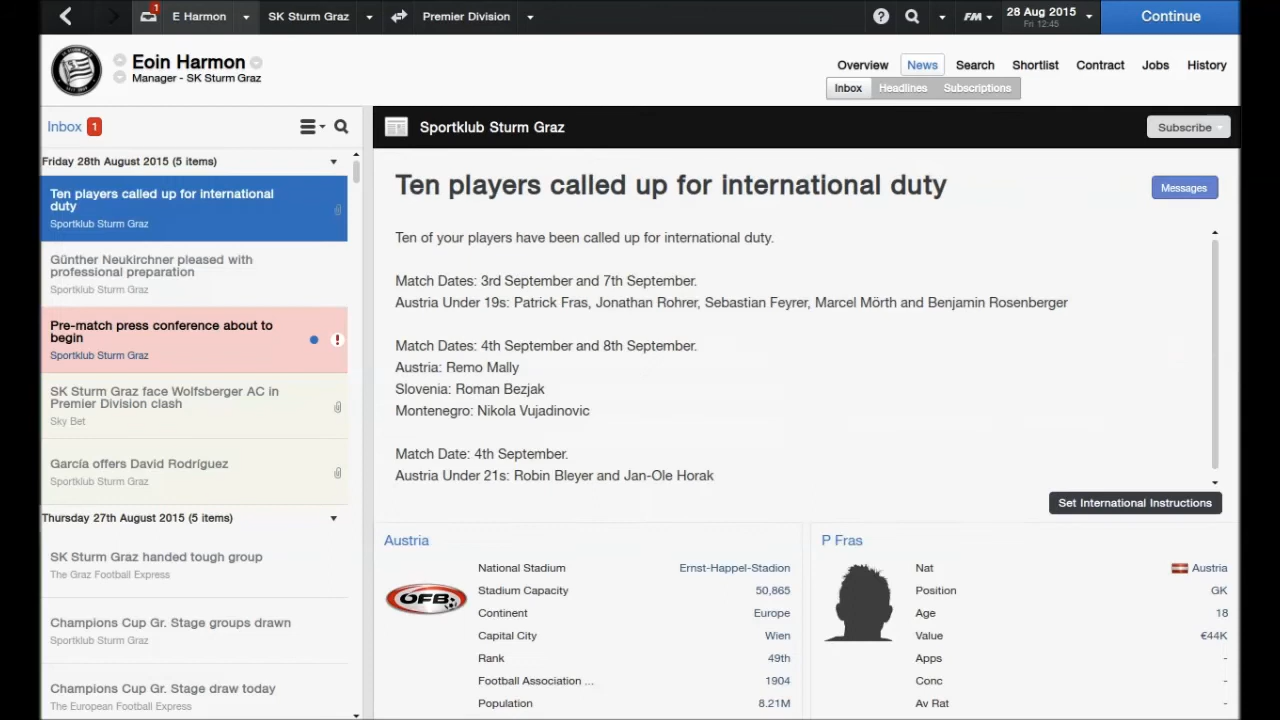 1
E Harmon
SK Sturm Graz
Premier Division
?
FM
28 Aug 2015
Fri 12:45
Continue
Eoin Harmon
Manager - SK Sturm Graz
Overview
News
Search
Shortlist
Contract
Jobs
History
Inbox
Headlines
Subscriptions
Inbox 1
Sportklub Sturm Graz
Subscribe
Friday 28th August 2015 (5 items)
Ten players called up for international
duty
Sportklub Sturm Graz
Günther Neukirchner pleased with
professional preparation
Sportklub Sturm Graz
Pre-match press conference about to
begin
Sportklub Sturm Graz
!
SK Sturm Graz face Wolfsberger AC in
Premier Division clash
Sky Bet
García offers David Rodríguez
Sportklub Sturm Graz
Thursday 27th August 2015 (5 items)
SK Sturm Graz handed tough group
The Graz Football Express
Champions Cup Gr. Stage groups drawn
Sportklub Sturm Graz
Champions Cup Gr. Stage draw today
The European Football Express
Ten players called up for international duty
Messages
Ten of your players have been called up for international duty.
Match Dates: 3rd September and 7th September.
Austria Under 19s: Patrick Fras, Jonathan Rohrer, Sebastian Feyrer, Marcel Mörth and Benjamin Rosenberger
Match Dates: 4th September and 8th September.
Austria: Remo Mally
Slovenia: Roman Bezjak
Montenegro: Nikola Vujadinovic
Match Date: 4th September.
Austria Under 21s: Robin Bleyer and Jan-Ole Horak
Set International Instructions
Austria
ÖFB
National Stadium Ernst-Happel-Stadion
Stadium Capacity 50,865
Continent Europe
Capital City Wien
Rank 49th
Football Association ... 1904
Population 8.21M
P Fras
Nat Austria
Position GK
Age 18
Value €44K
Apps -
Conc -
Av Rat -